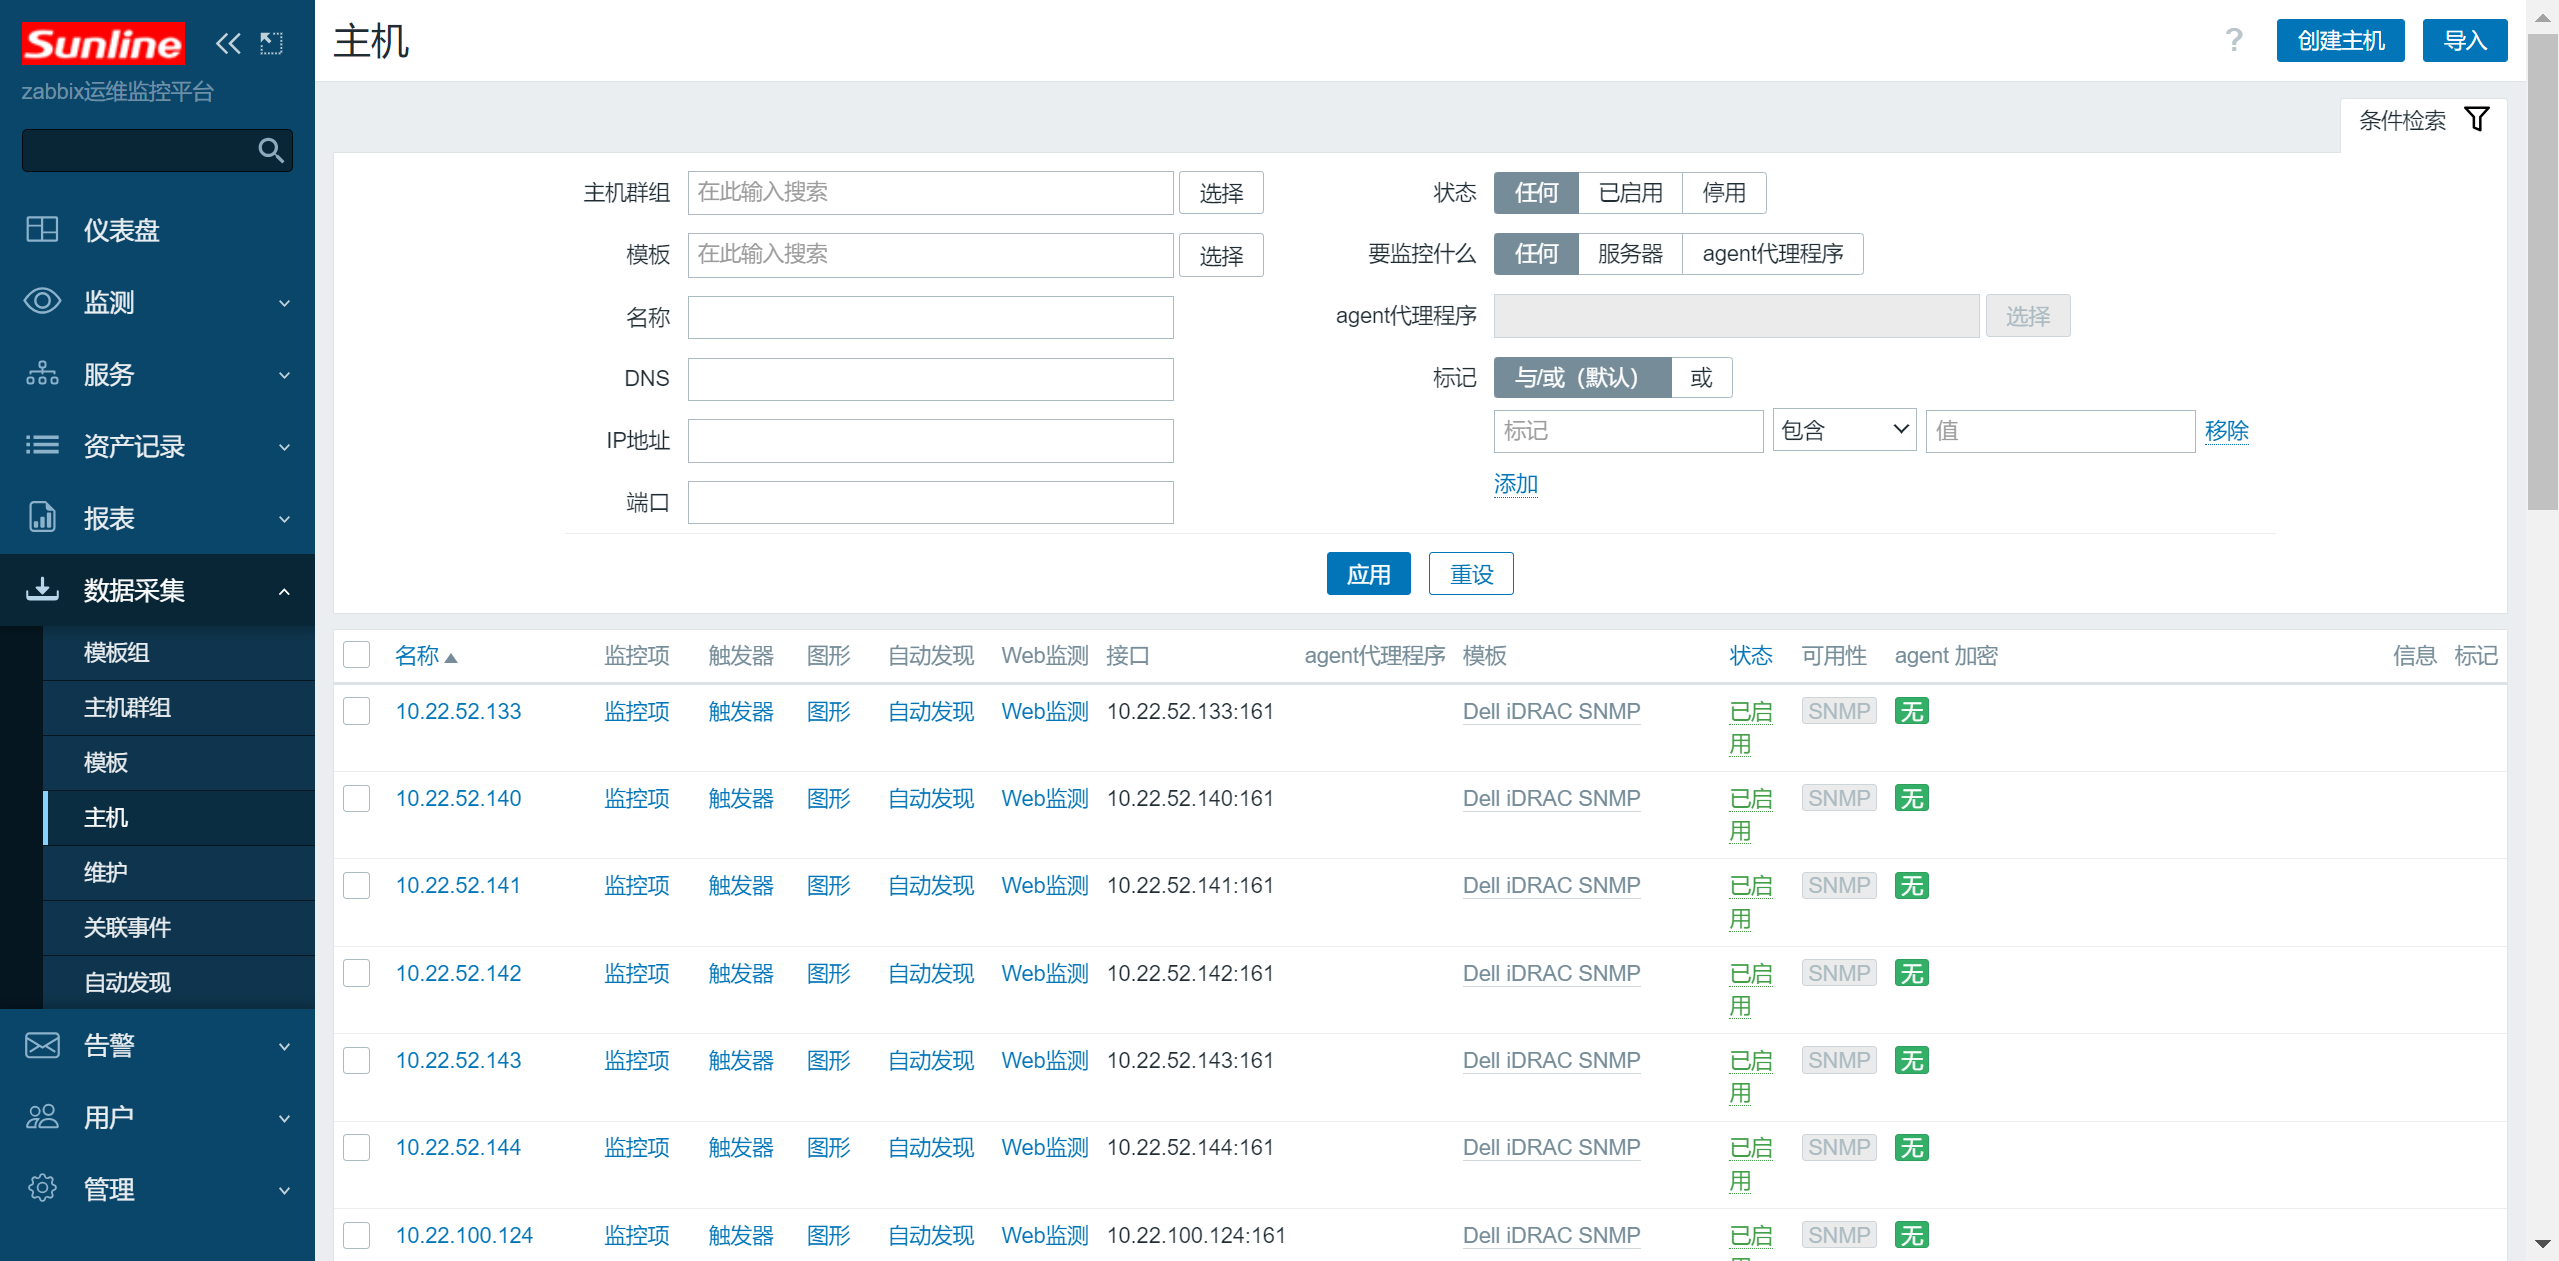 Sunline
zabbix运维监控平台
仪表盘
监测
服务
资产记录
报表
数据采集
模板组
主机群组
模板
主机
维护
关联事件
自动发现
告警
用户
管理
主机
?
创建主机
导入
条件检索
主机群组 在此输入搜索 选择
模板 在此输入搜索 选择
名称
DNS
IP地址
端口
状态 任何 已启用 停用
要监控什么 任何 服务器 agent代理程序
agent代理程序 选择
标记 与/或（默认） 或
标记 包含 值 移除
添加
应用 重设
名称 监控项 触发器 图形 自动发现 Web监测 接口 agent代理程序 模板 状态 可用性 agent 加密 信息 标记
10.22.52.133 监控项 触发器 图形 自动发现 Web监测 10.22.52.133:161 Dell iDRAC SNMP 已启 SNMP 无
用
10.22.52.140 监控项 触发器 图形 自动发现 Web监测 10.22.52.140:161 Dell iDRAC SNMP 已启 SNMP 无
用
10.22.52.141 监控项 触发器 图形 自动发现 Web监测 10.22.52.141:161 Dell iDRAC SNMP 已启 SNMP 无
用
10.22.52.142 监控项 触发器 图形 自动发现 Web监测 10.22.52.142:161 Dell iDRAC SNMP 已启 SNMP 无
用
10.22.52.143 监控项 触发器 图形 自动发现 Web监测 10.22.52.143:161 Dell iDRAC SNMP 已启 SNMP 无
用
10.22.52.144 监控项 触发器 图形 自动发现 Web监测 10.22.52.144:161 Dell iDRAC SNMP 已启 SNMP 无
用
10.22.100.124 监控项 触发器 图形 自动发现 Web监测 10.22.100.124:161 Dell iDRAC SNMP 已启 SNMP 无